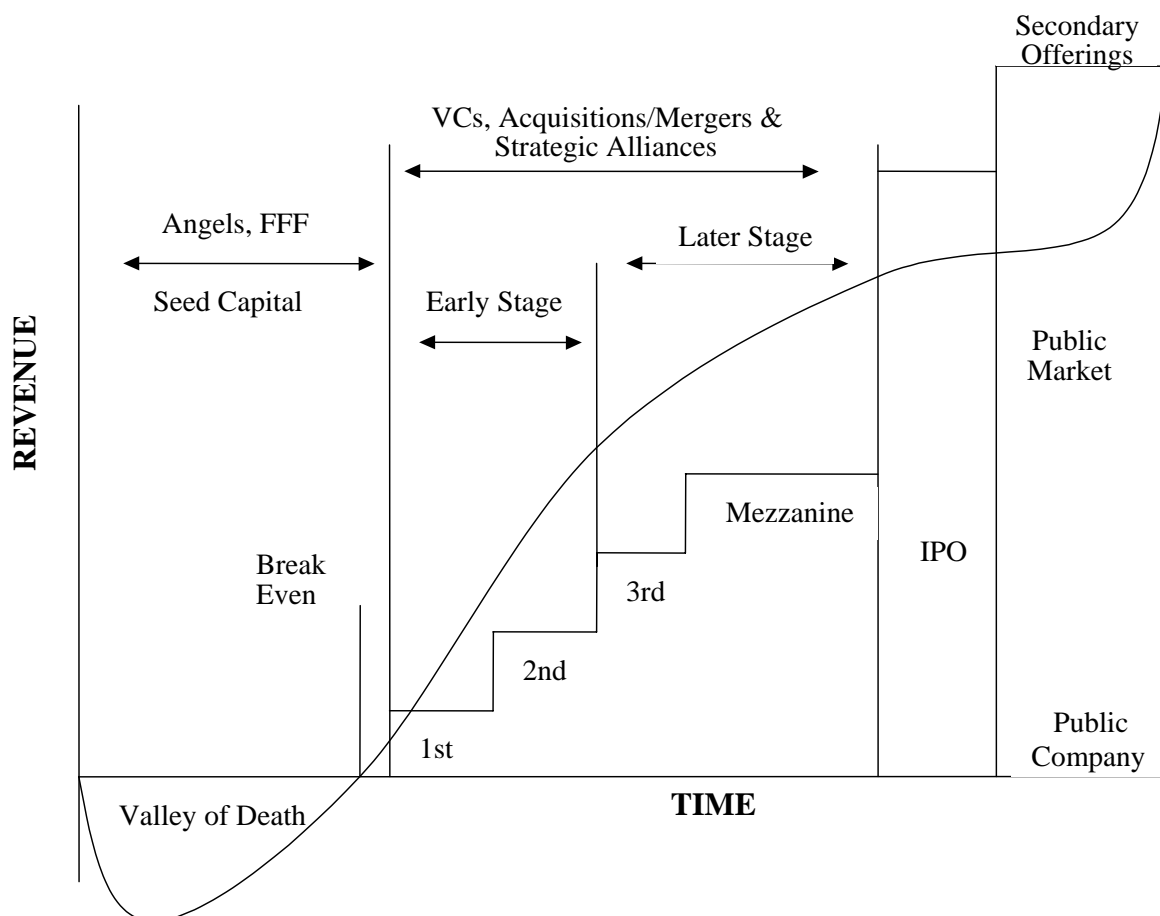 Secondary
Offerings
VCs, Acquisitions/Mergers &
Strategic Alliances
Angels, FFF
Later Stage
Seed Capital
Early Stage
REVENUE
Public
Market
Mezzanine
Break
Even
IPO
3rd
2nd
1st
Public
Company
Valley of Death
TIME